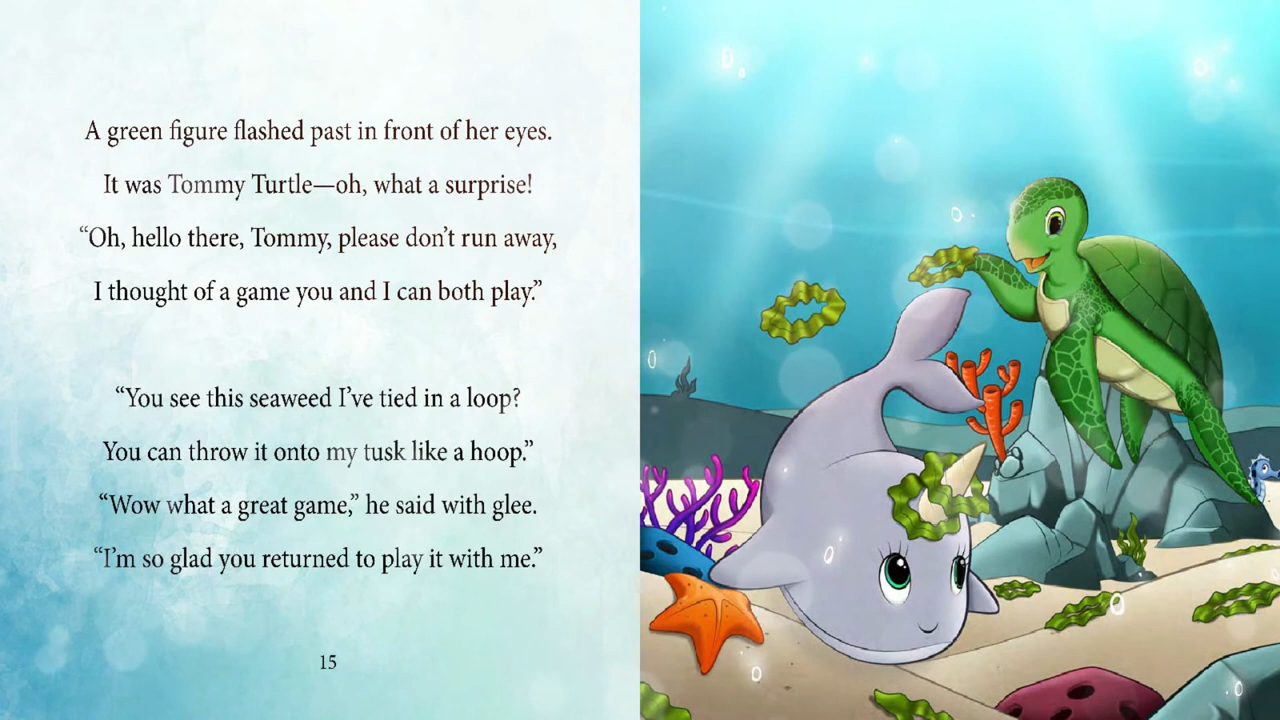 A green figure flashed past in front of her eyes.
It was Tommy Turtle—oh, what a surprise!
“Oh, hello there, Tommy, please don’t run away,
I thought of a game you and I can both play.”
“You see this seaweed I’ve tied in a loop?
You can throw it onto my tusk like a hoop.”
“Wow what a great game,” he said with glee.
“I’m so glad you returned to play it with me.”
15